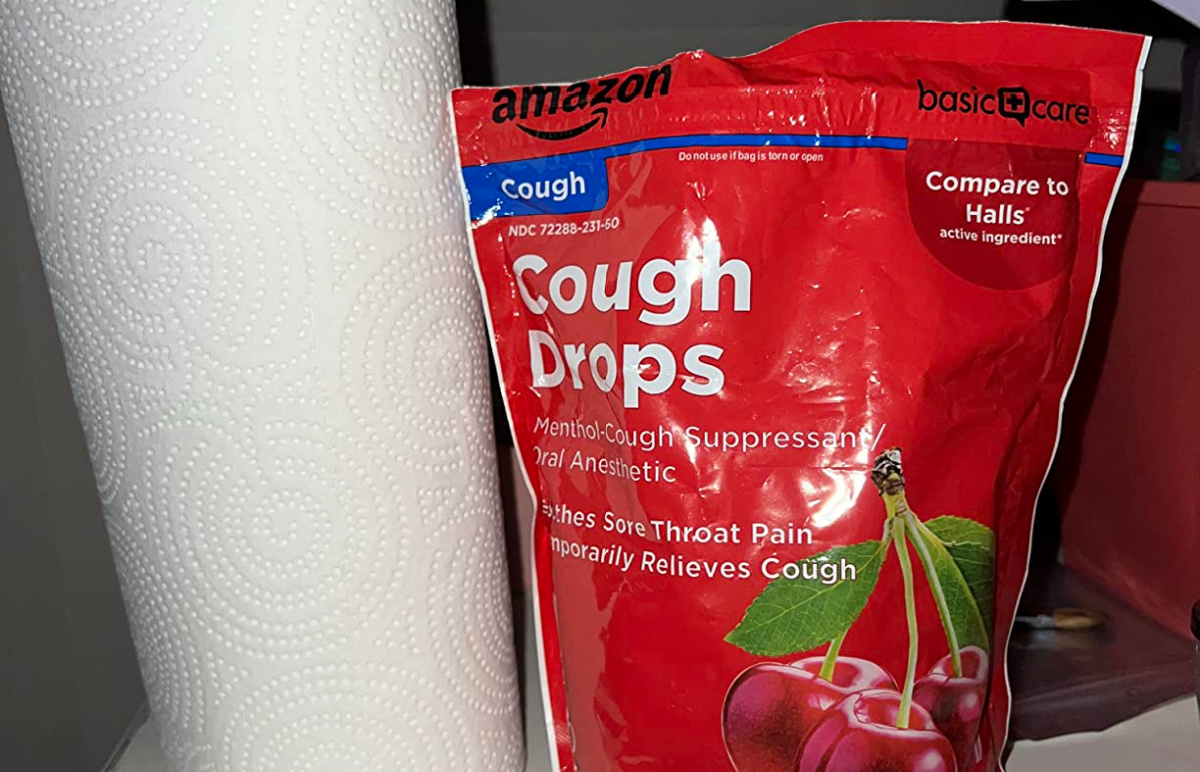 amazon
basic care
Do not use if bag is torn or open
Cough
Compare to
Halls*
active ingredient*
NDC 72288-231-60
Cough
Drops
Menthol-Cough Suppressant/
Oral Anesthetic
Sore Throat Pain
Relieves Cough